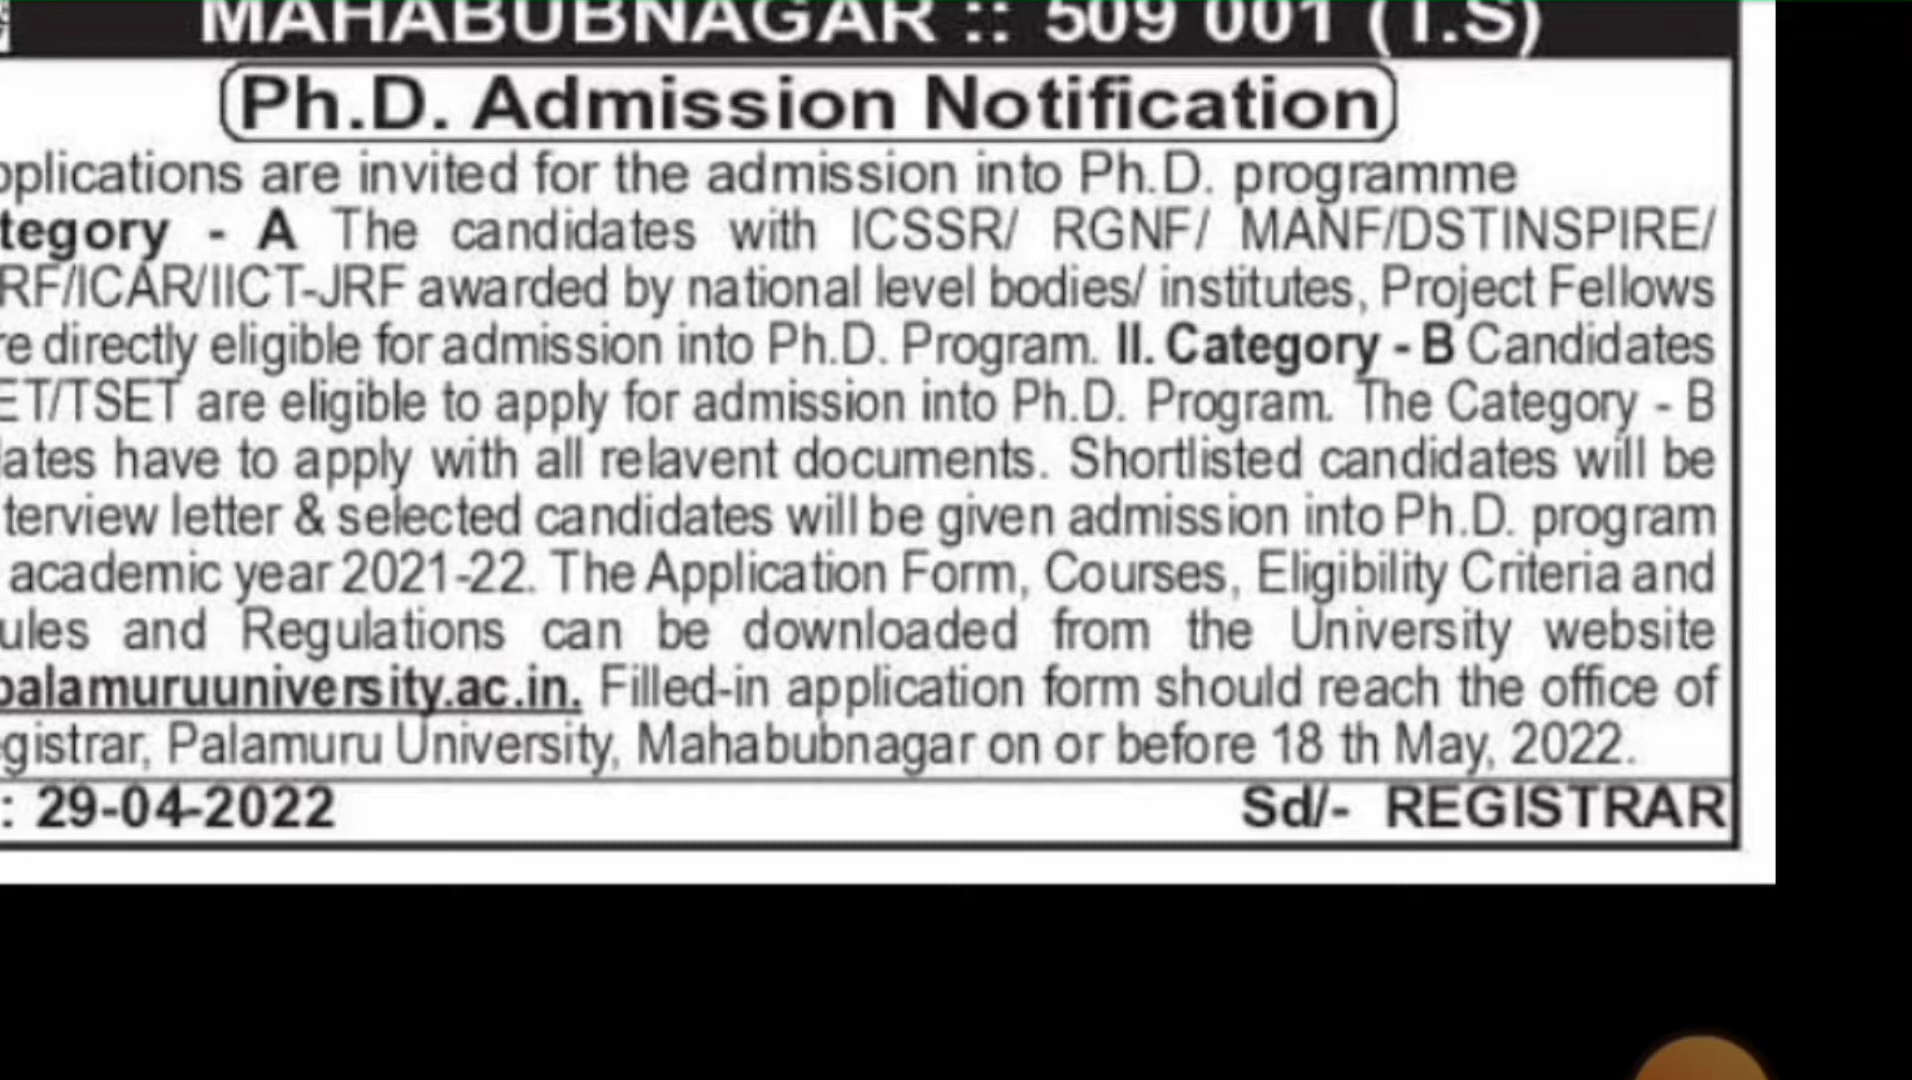 MAHABUBNAGAR :: 509 001 (T.S)
Ph.D. Admission Notification
pplications are invited for the admission into Ph.D. programme
tegory - A The candidates with ICSSR/ RGNF/ MANF/DSTINSPIRE/
RF/ICAR/IICT-JRF awarded by national level bodies/ institutes, Project Fellows
re directly eligible for admission into Ph.D. Program. II. Category - B Candidates
ET/TSET are eligible to apply for admission into Ph.D. Program. The Category - B
ates have to apply with all relavent documents. Shortlisted candidates will be
terview letter & selected candidates will be given admission into Ph.D. program
academic year 2021-22. The Application Form, Courses, Eligibility Criteria and
ules and Regulations can be downloaded from the University website
palamuruuniversity.ac.in. Filled-in application form should reach the office of
gistrar, Palamuru University, Mahabubnagar on or before 18 th May, 2022.
: 29-04-2022 Sd/- REGISTRAR